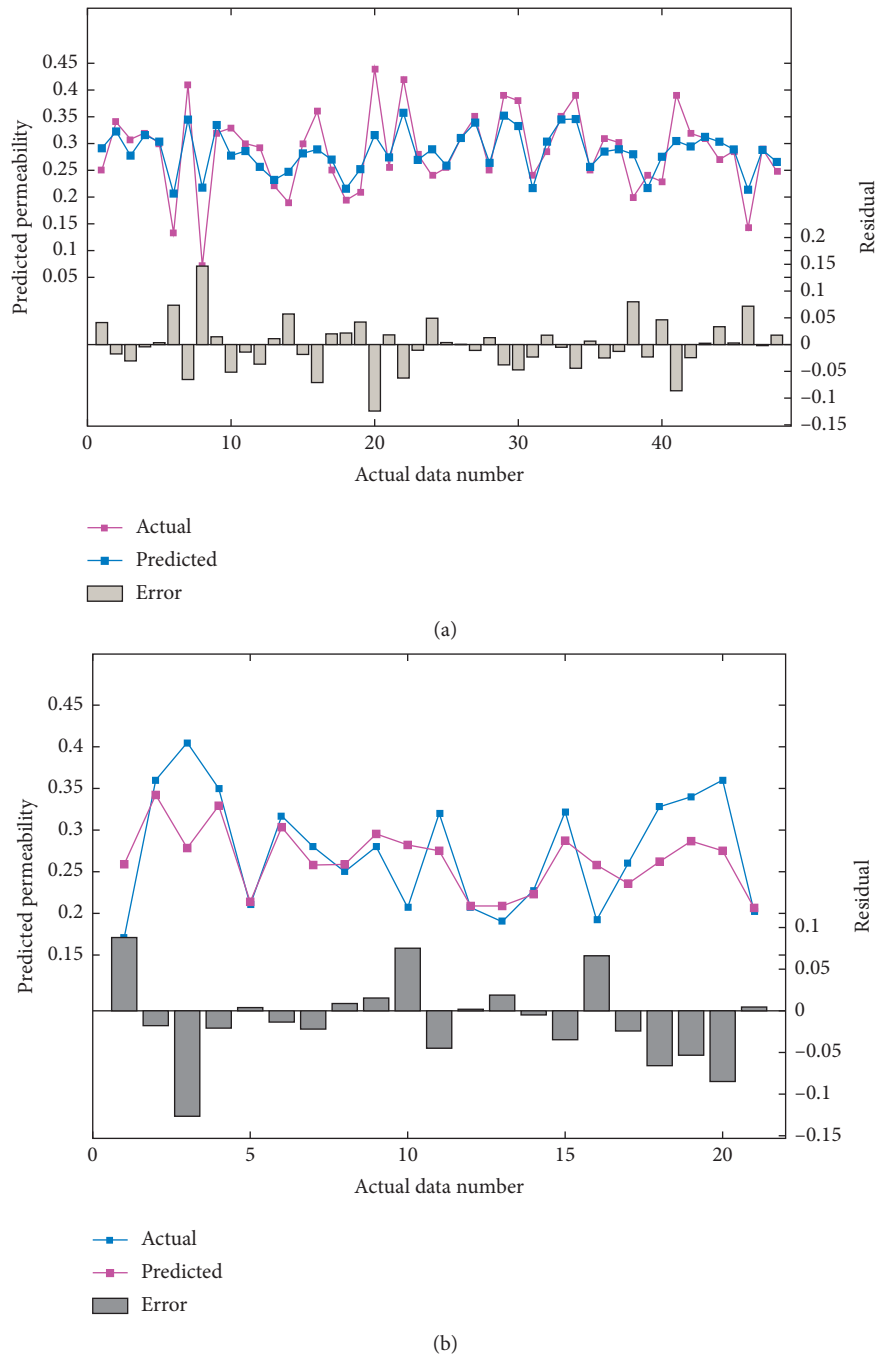 0.45
0.4
0.35
0.3
0.25
0.2
0.15
0.1
0.05
Predicted permeability
0.2
0.15
0.1
0.05
0
−0.05
−0.1
−0.15
Residual
0 10 20 30 40
Actual data number
Actual
Predicted
Error
(a)
0.45
0.4
0.35
0.3
0.25
0.2
0.15
Predicted permeability
0.1
0.05
0
−0.05
−0.1
−0.15
Residual
0 5 10 15 20
Actual data number
Actual
Predicted
Error
(b)